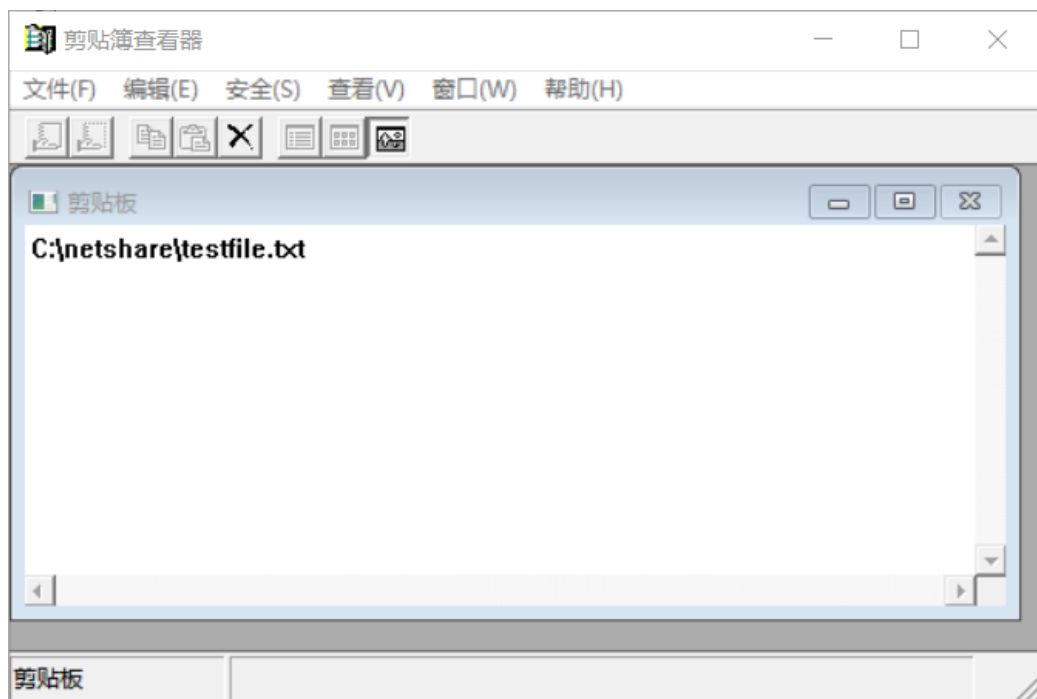 剪贴簿查看器
文件(F) 编辑(E) 安全(S) 查看(V) 窗口(W) 帮助(H)
剪贴板
C:\netshare\testfile.txt
剪贴板